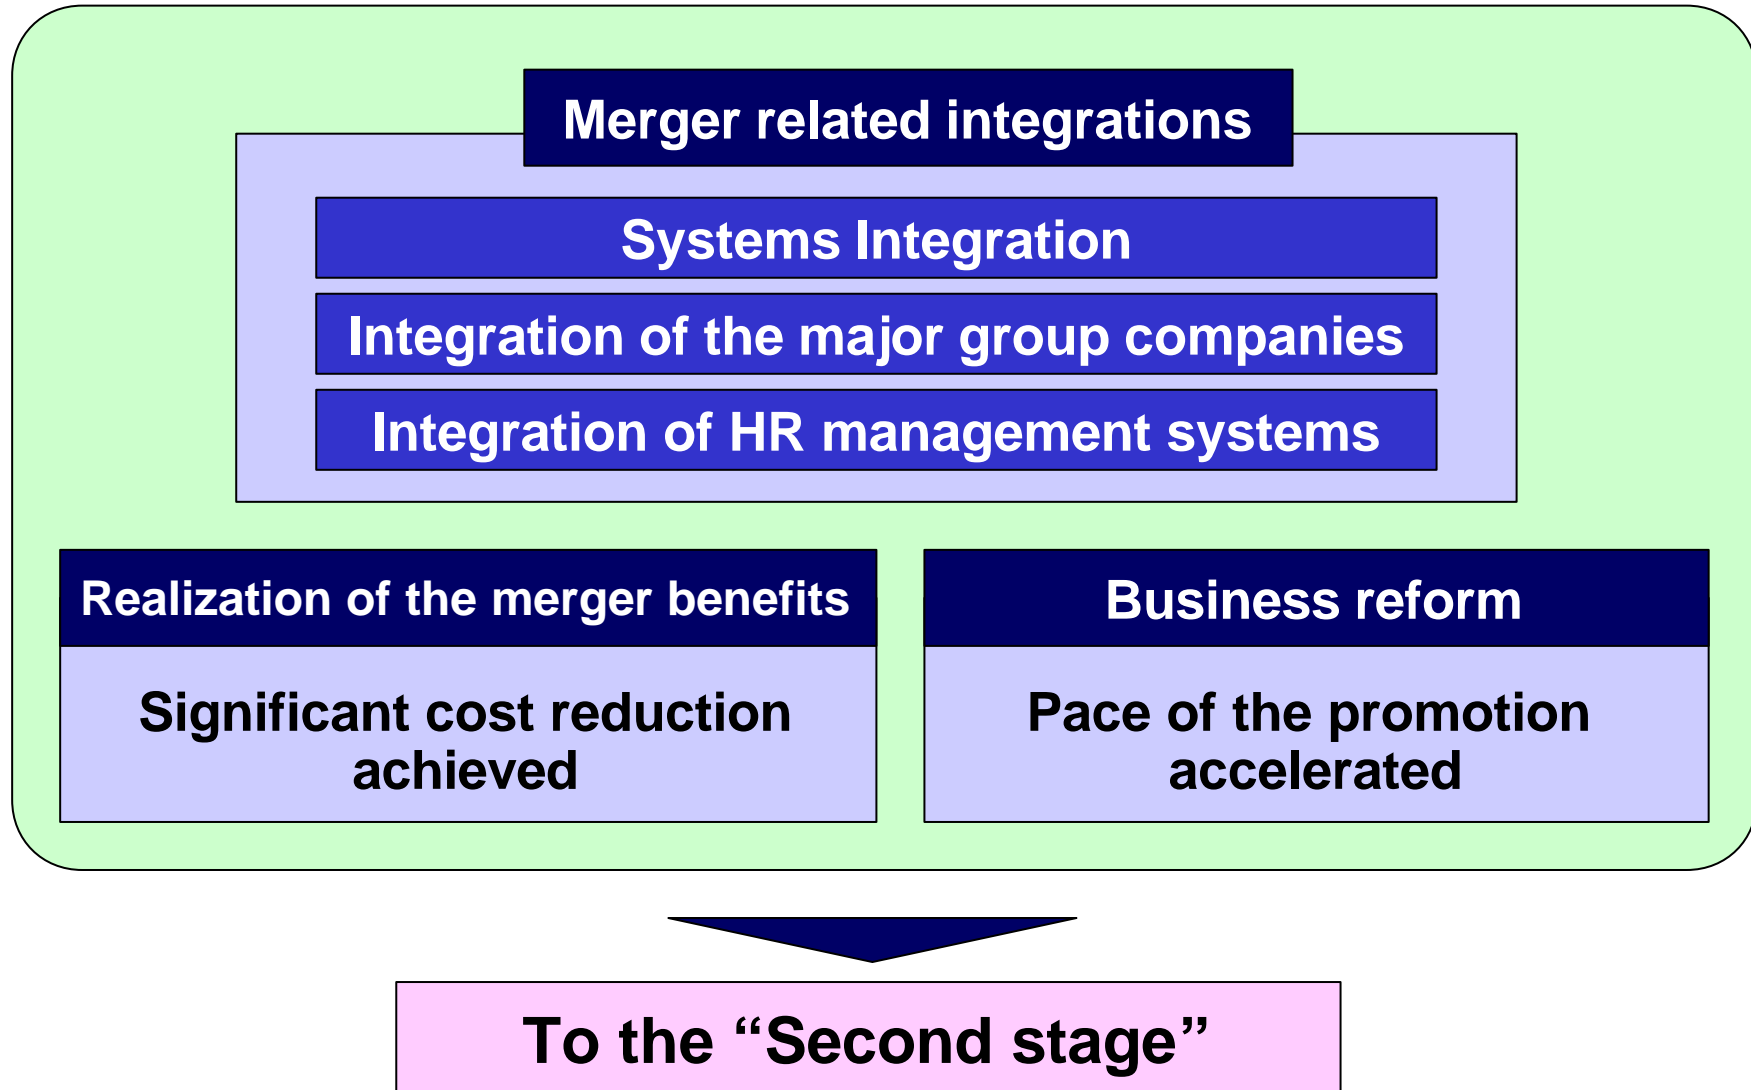 Merger related integrations
Systems Integration
Integration of the major group companies
Integration of HR management systems
Realization of the merger benefits
Significant cost reduction
achieved
Business reform
Pace of the promotion
accelerated
To the “Second stage”